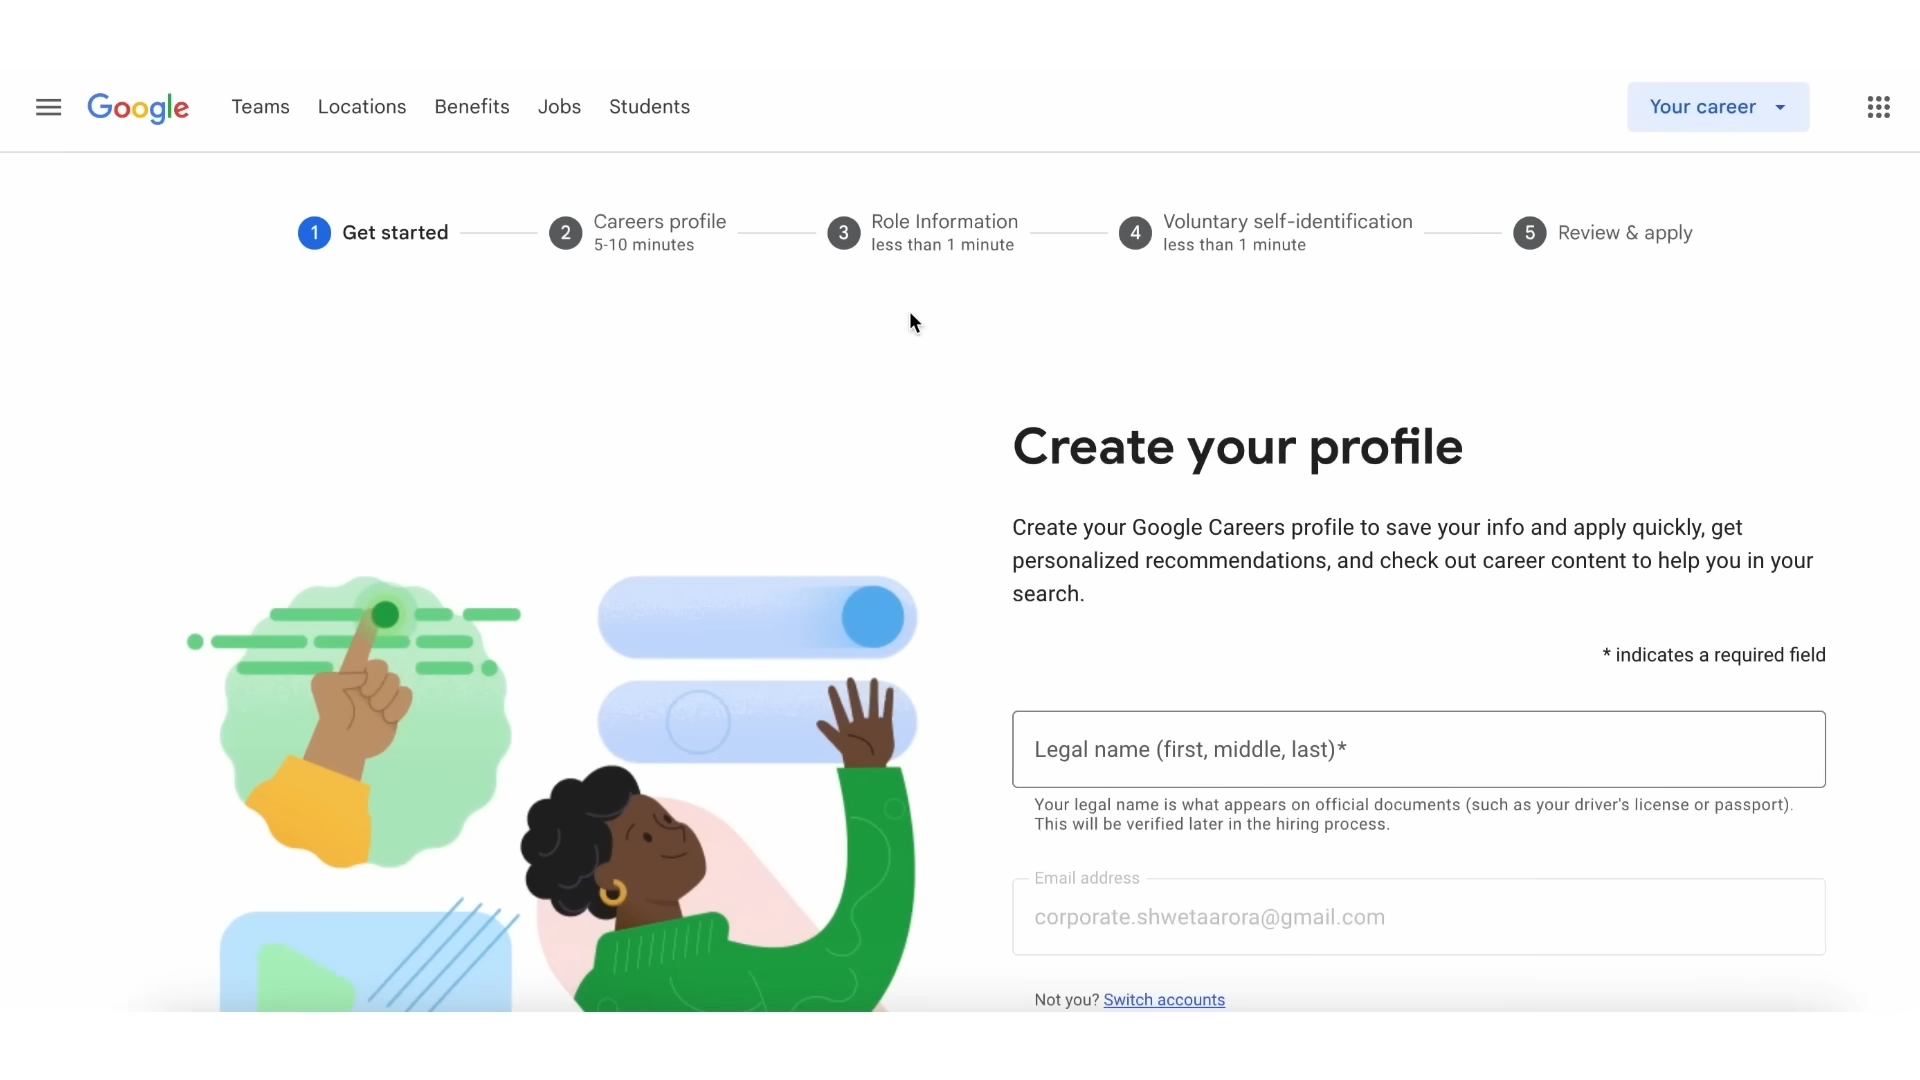 Google
Teams
Locations
Benefits
Jobs
Students
Your career
1 Get started
2 Careers profile
5-10 minutes
3 Role Information
less than 1 minute
4 Voluntary self-identification
less than 1 minute
5 Review & apply
Create your profile
Create your Google Careers profile to save your info and apply quickly, get
personalized recommendations, and check out career content to help you in your
search.
* indicates a required field
Legal name (first, middle, last)*
Your legal name is what appears on official documents (such as your driver's license or passport).
This will be verified later in the hiring process.
Email address
corporate.shwetaarora@gmail.com
Not you? Switch accounts